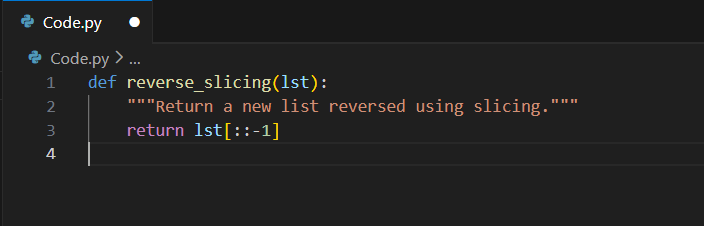 Code.py
Code.py > ...
1 def reverse_slicing(lst):
2     """Return a new list reversed using slicing."""
3     return lst[::-1]
4